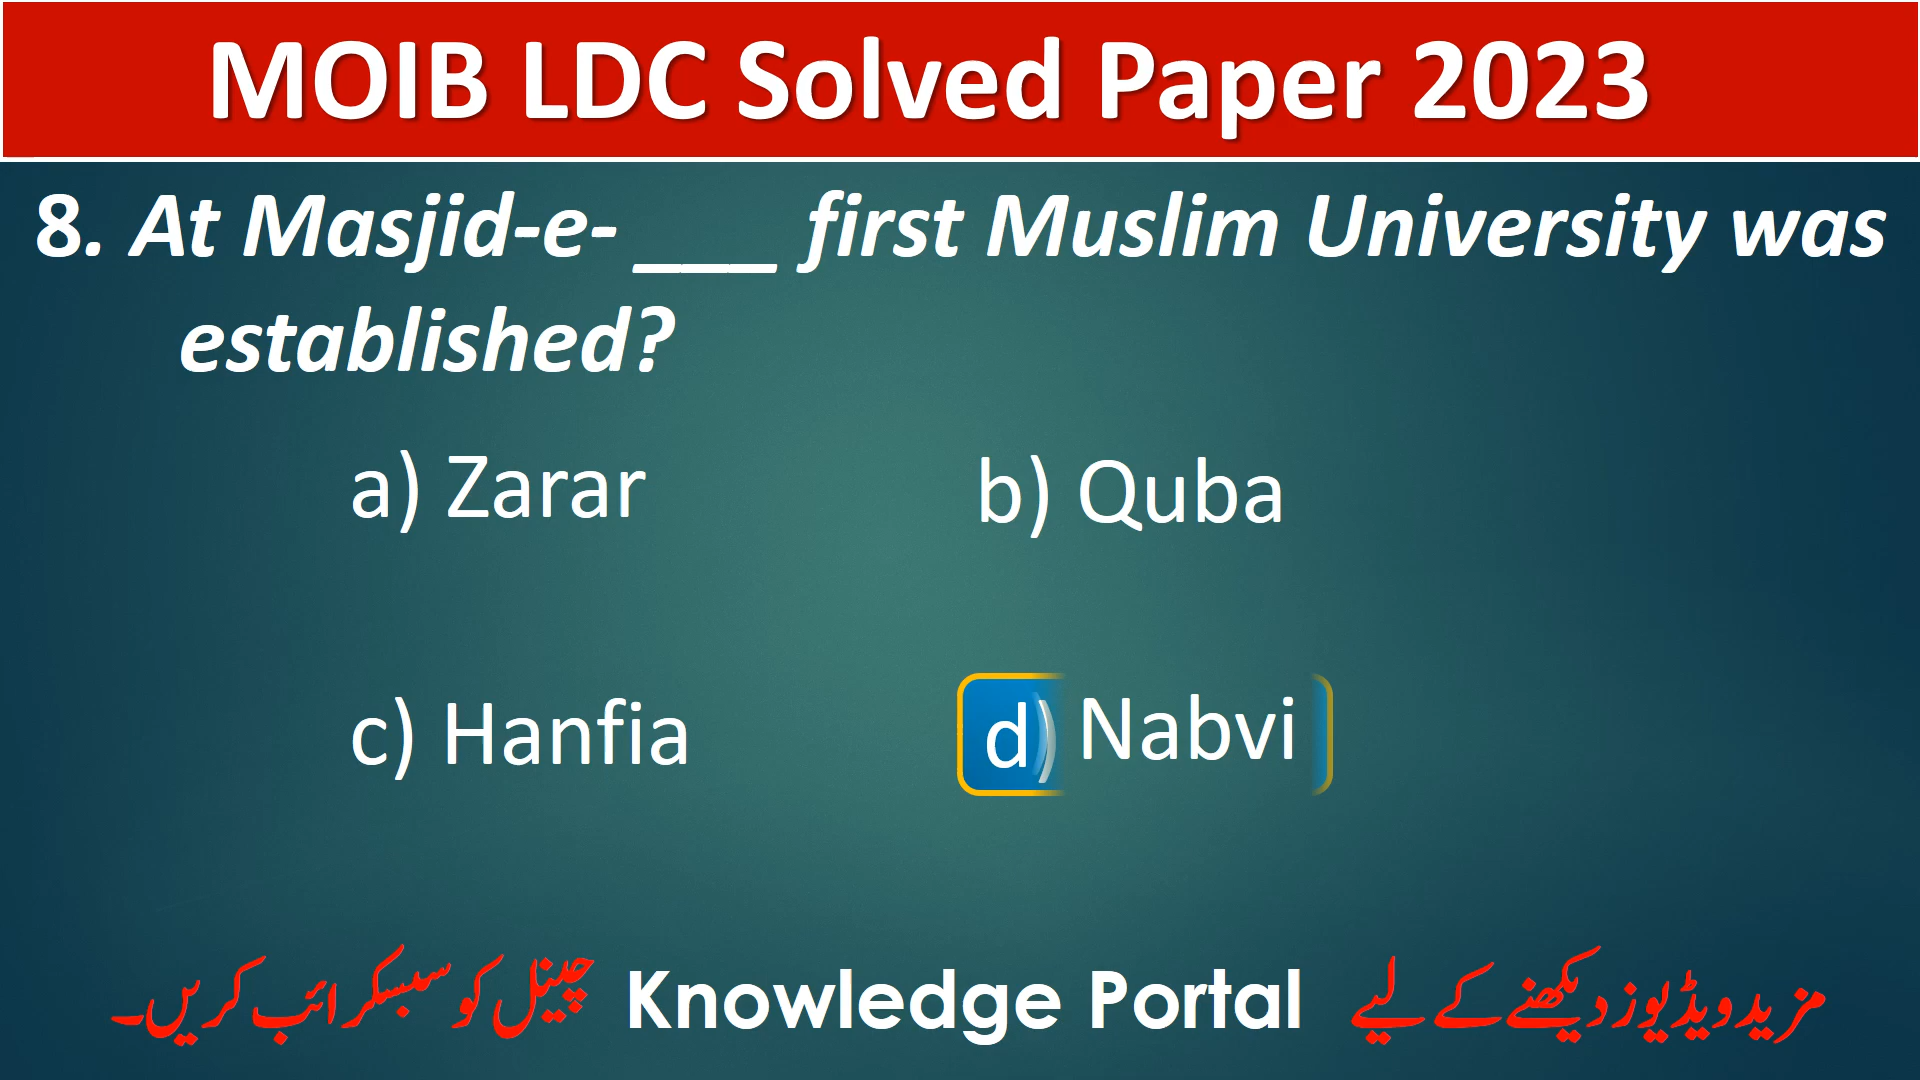 MOIB LDC Solved Paper 2023
8. At Masjid-e- ___ first Muslim University was
established?
a) Zarar
b) Quba
c) Hanfia
d) Nabvi
مزید ویڈیوز دیکھنے کے لیے Knowledge Portal چینل کو سبسکرائب کریں۔